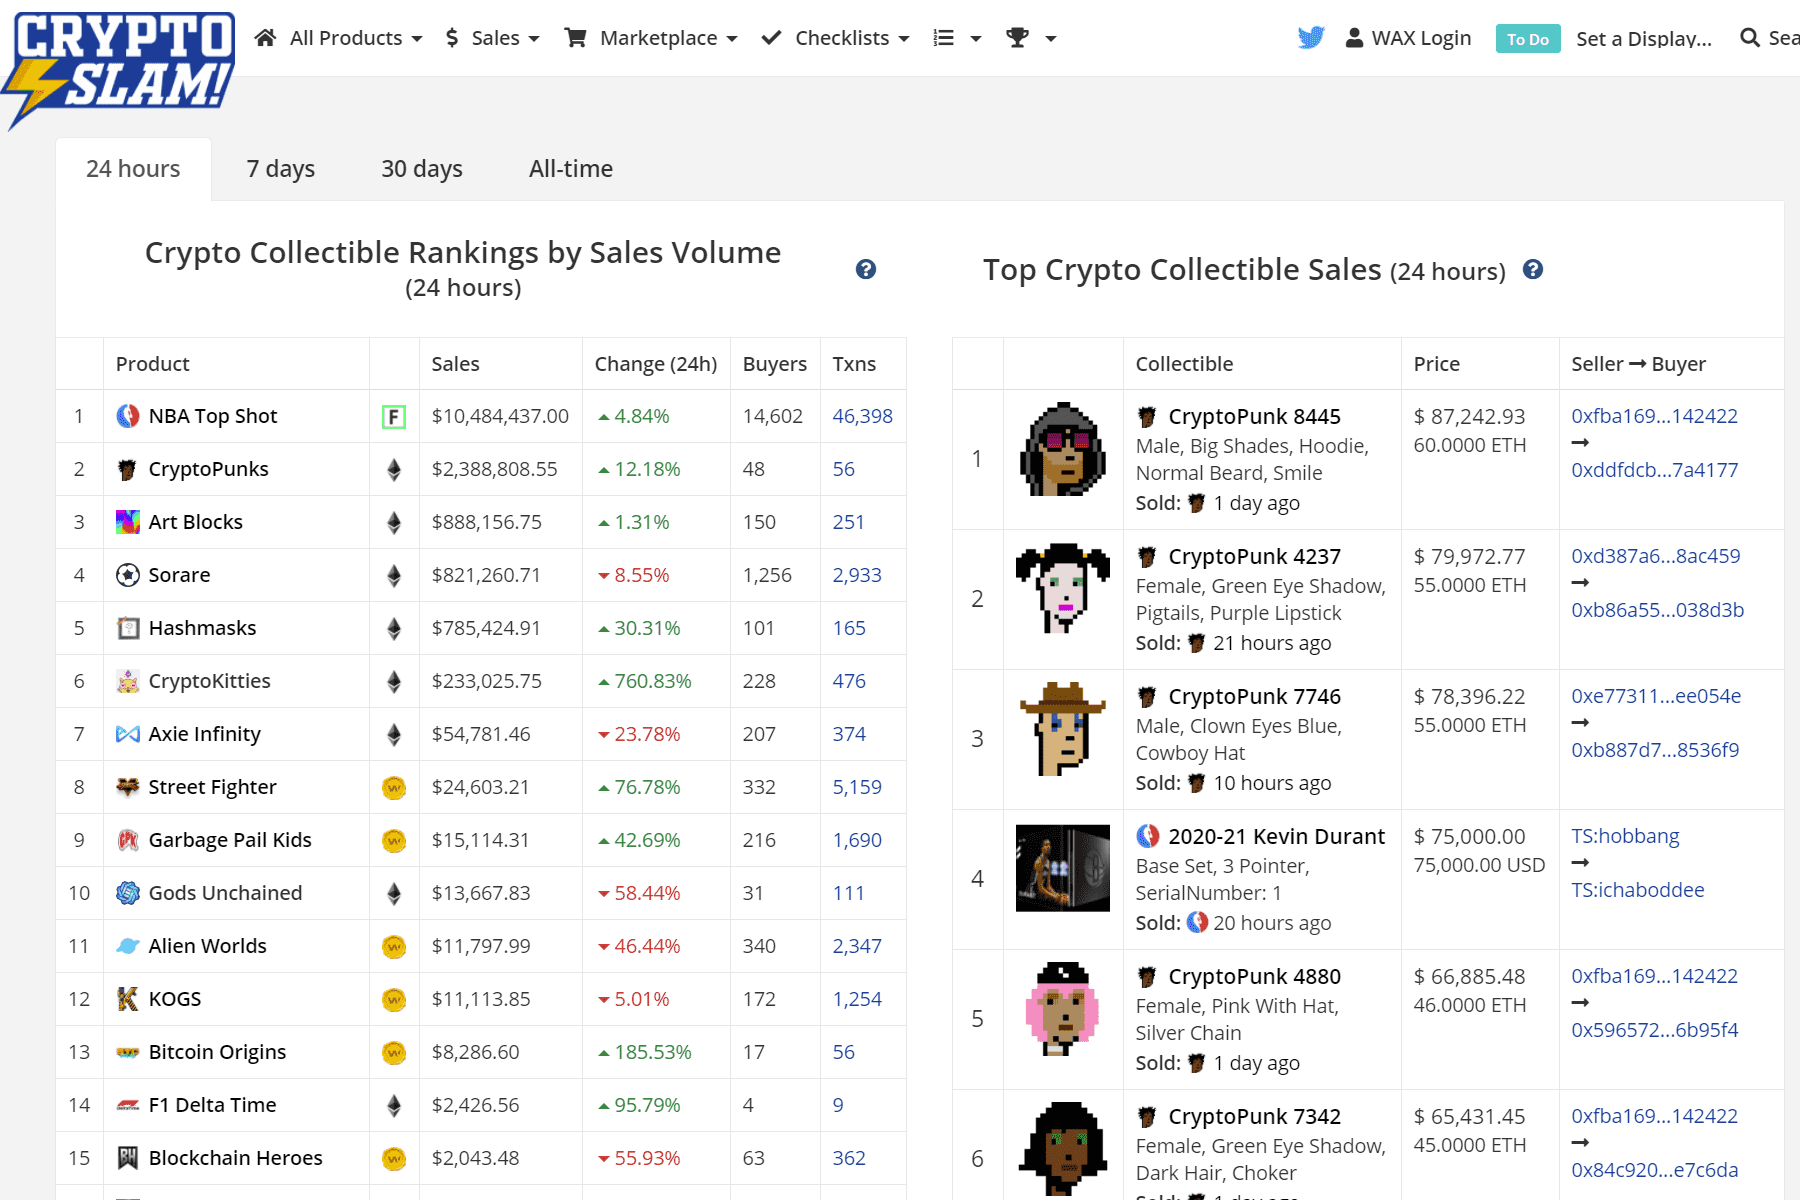 CRYPTO
SLAM!
All Products
$ Sales
Marketplace
Checklists
WAX Login
To Do
Set a Display...
Sea
24 hours
7 days
30 days
All-time
Crypto Collectible Rankings by Sales Volume
(24 hours)
?
Product Sales Change (24h) Buyers Txns
1 NBA Top Shot F $10,484,437.00 4.84% 14,602 46,398
2 CryptoPunks $2,388,808.55 12.18% 48 56
3 Art Blocks $888,156.75 1.31% 150 251
4 Sorare $821,260.71 8.55% 1,256 2,933
5 Hashmasks $785,424.91 30.31% 101 165
6 CryptoKitties $233,025.75 760.83% 228 476
7 Axie Infinity $54,781.46 23.78% 207 374
8 Street Fighter $24,603.21 76.78% 332 5,159
9 Garbage Pail Kids $15,114.31 42.69% 216 1,690
10 Gods Unchained $13,667.83 58.44% 31 111
11 Alien Worlds $11,797.99 46.44% 340 2,347
12 KOGS $11,113.85 5.01% 172 1,254
13 Bitcoin Origins $8,286.60 185.53% 17 56
14 F1 Delta Time $2,426.56 95.79% 4 9
15 Blockchain Heroes $2,043.48 55.93% 63 362
Top Crypto Collectible Sales (24 hours) ?
Collectible Price Seller → Buyer
1
CryptoPunk 8445
Male, Big Shades, Hoodie,
Normal Beard, Smile
Sold: 1 day ago
$ 87,242.93
60.0000 ETH
0xfba169...142422
→
0xddfdcb...7a4177
2
CryptoPunk 4237
Female, Green Eye Shadow,
Pigtails, Purple Lipstick
Sold: 21 hours ago
$ 79,972.77
55.0000 ETH
0xd387a6...8ac459
→
0xb86a55...038d3b
3
CryptoPunk 7746
Male, Clown Eyes Blue,
Cowboy Hat
Sold: 10 hours ago
$ 78,396.22
55.0000 ETH
0xe77311...ee054e
→
0xb887d7...8536f9
4
2020-21 Kevin Durant
Base Set, 3 Pointer,
SerialNumber: 1
Sold: 20 hours ago
$ 75,000.00
75,000.00 USD
TS:hobbang
→
TS:ichaboddee
5
CryptoPunk 4880
Female, Pink With Hat,
Silver Chain
Sold: 1 day ago
$ 66,885.48
46.0000 ETH
0xfba169...142422
→
0x596572...6b95f4
6
CryptoPunk 7342
Female, Green Eye Shadow,
Dark Hair, Choker
Sold: 1 day ago
$ 65,431.45
45.0000 ETH
0xfba169...142422
→
0x84c920...e7c6da